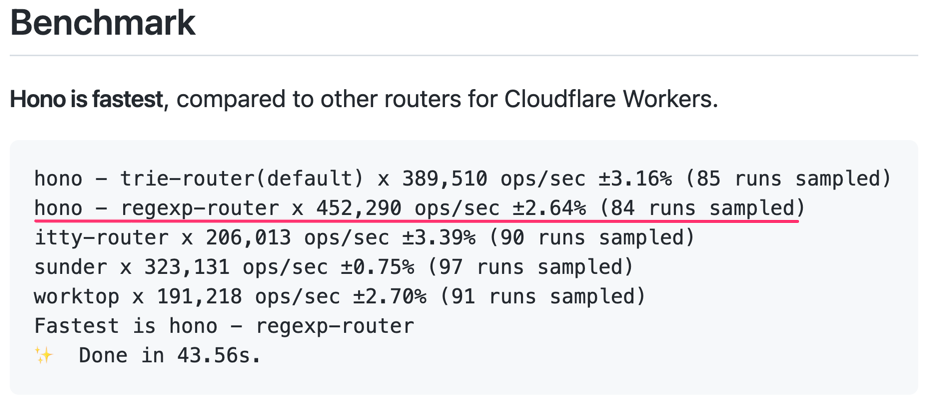 Benchmark
Hono is fastest, compared to other routers for Cloudflare Workers.
hono - trie-router(default) x 389,510 ops/sec ±3.16% (85 runs sampled)
hono - regexp-router x 452,290 ops/sec ±2.64% (84 runs sampled)
itty-router x 206,013 ops/sec ±3.39% (90 runs sampled)
sunder x 323,131 ops/sec ±0.75% (97 runs sampled)
worktop x 191,218 ops/sec ±2.70% (91 runs sampled)
Fastest is hono - regexp-router
✨  Done in 43.56s.